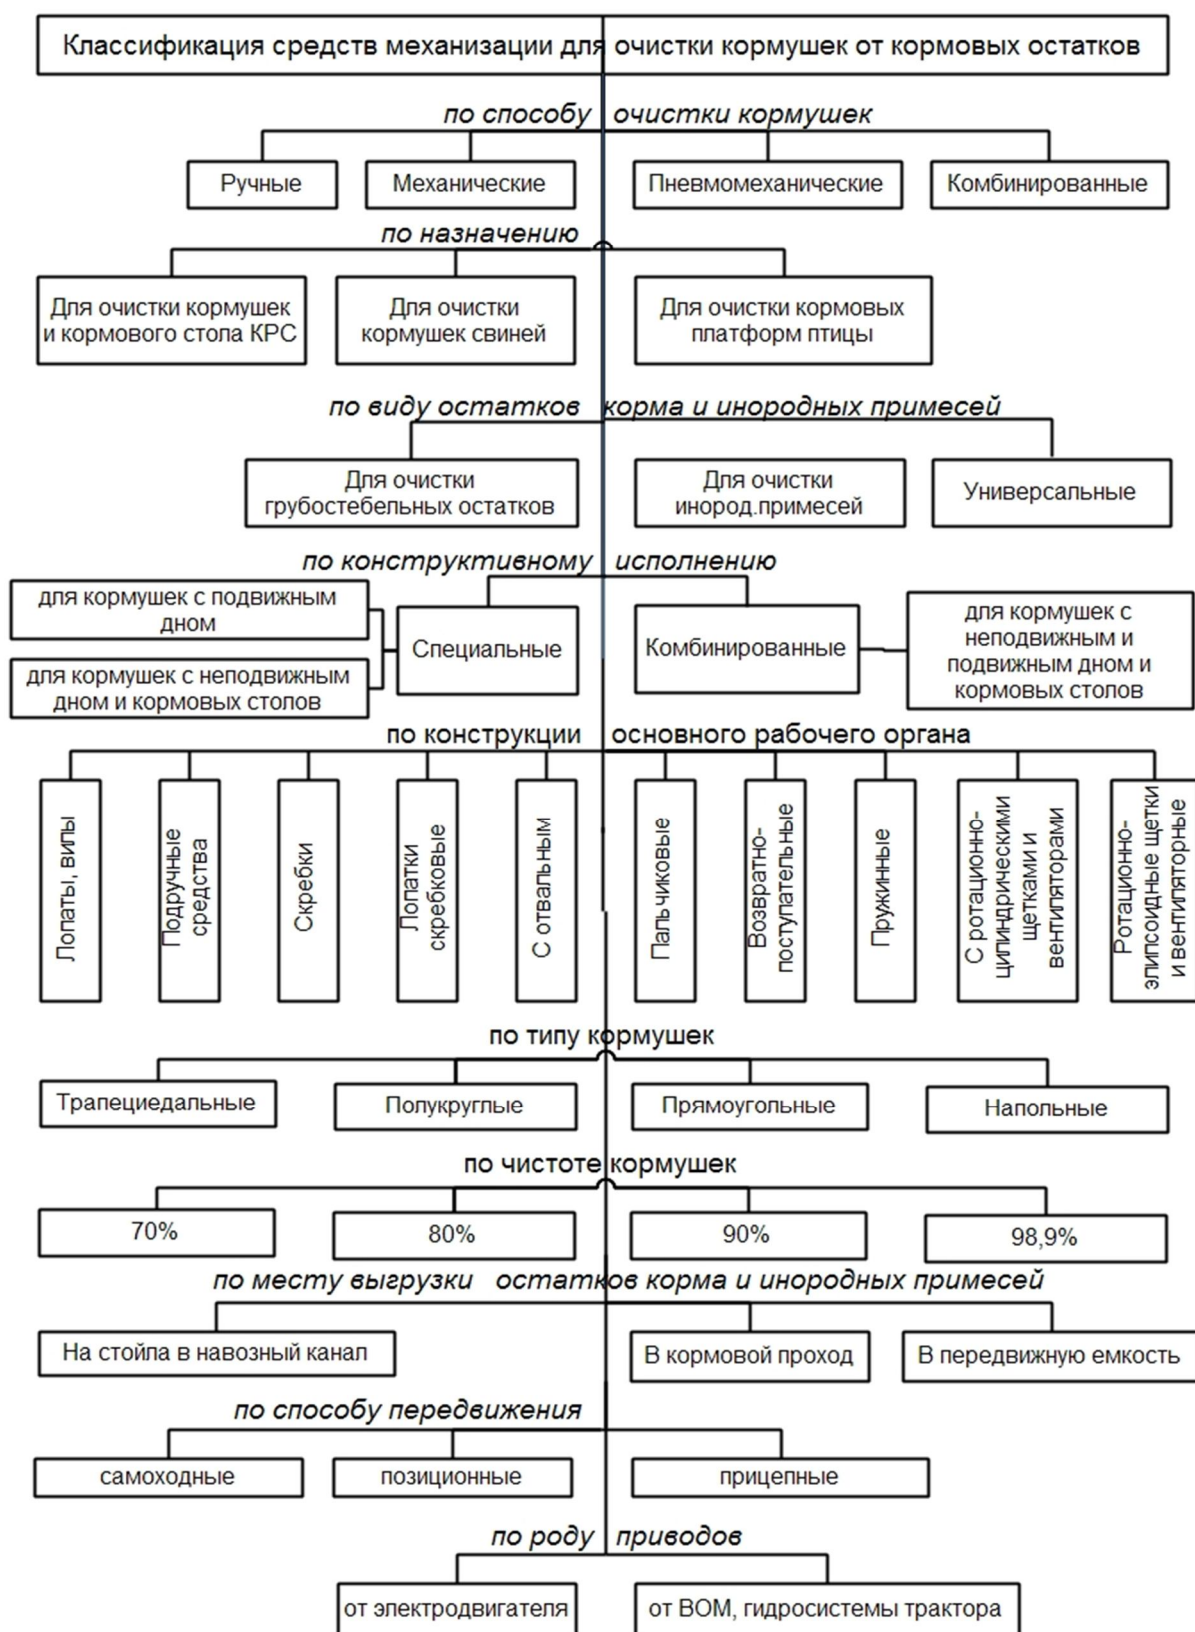 Классификация средств механизации для очистки кормушек от кормовых остатков
по способу очистки кормушек
Ручные
Механические
Пневмомеханические
Комбинированные
по назначению
Для очистки кормушек
и кормового стола КРС
Для очистки
кормушек свиней
Для очистки кормовых
платформ птицы
по виду остатков корма и инородных примесей
Для очистки
грубостебельных остатков
Для очистки
инород.примесей
Универсальные
по конструктивному исполнению
для кормушек с подвижным
дном
для кормушек с неподвижным
дном и кормовых столов
Специальные
Комбинированные
для кормушек с
неподвижным и
подвижным дном и
кормовых столов
по конструкции основного рабочего органа
Лопаты, вилы
Подручные
средства
Скребки
Лопатки
скребковые
С отвальным
Пальчиковые
Возвратно-
поступательные
Пружинные
С ротационно-
цилиндрическими
щетками и
вентиляторами
Ротационно-
элипсоидные щетки
и вентиляторные
по типу кормушек
Трапециедальные
Полукруглые
Прямоугольные
Напольные
по чистоте кормушек
70%
80%
90%
98,9%
по месту выгрузки остатков корма и инородных примесей
На стойла в навозный канал
В кормовой проход
В передвижную емкость
по способу передвижения
самоходные
позиционные
прицепные
по роду приводов
от электродвигателя
от ВОМ, гидросистемы трактора